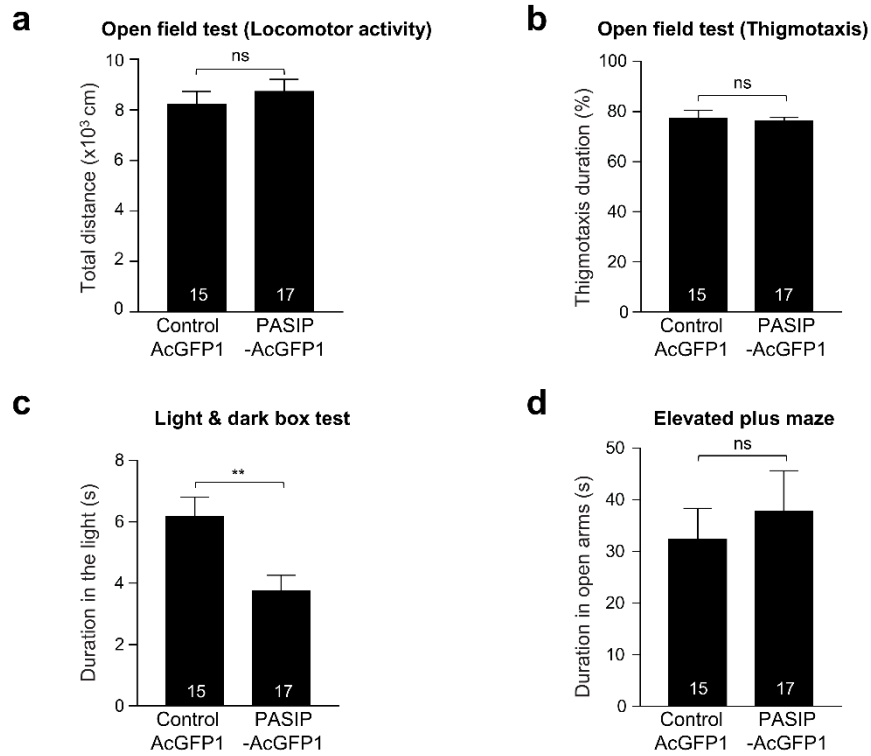 a
Open field test (Locomotor activity)
ns
Total distance (x10³ cm)
10
8
6
4
2
0
15
17
Control
AcGFP1
PASIP
-AcGFP1
b
Open field test (Thigmotaxis)
ns
Thigmotaxis duration (%)
100
80
60
40
20
0
15
17
Control
AcGFP1
PASIP
-AcGFP1
c
Light & dark box test
**
Duration in the light (s)
8
6
4
2
0
15
17
Control
AcGFP1
PASIP
-AcGFP1
d
Elevated plus maze
ns
Duration in open arms (s)
50
40
30
20
10
0
15
17
Control
AcGFP1
PASIP
-AcGFP1